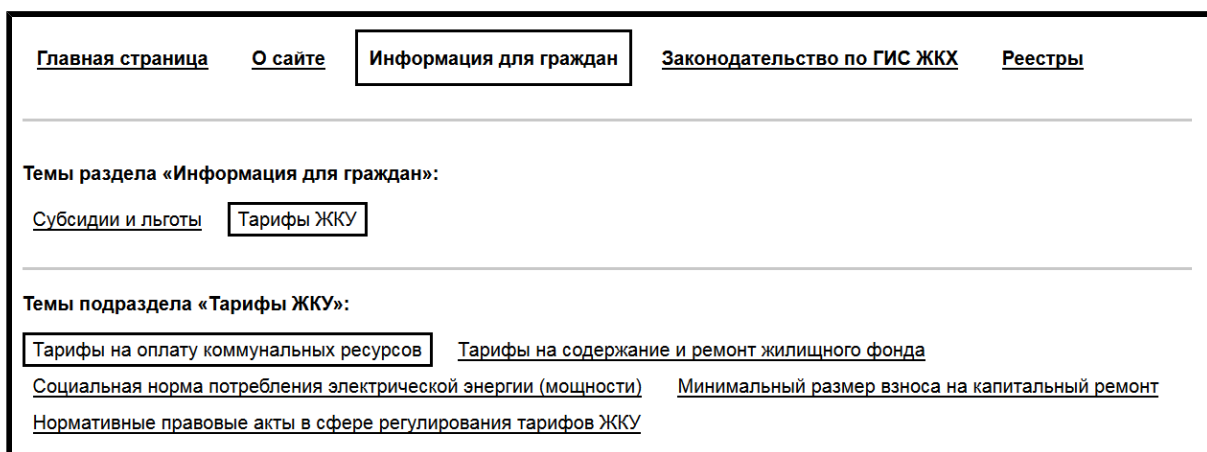 Главная страница О сайте Информация для граждан Законодательство по ГИС ЖКХ Реестры
Темы раздела «Информация для граждан»:
Субсидии и льготы Тарифы ЖКУ
Темы подраздела «Тарифы ЖКУ»:
Тарифы на оплату коммунальных ресурсов Тарифы на содержание и ремонт жилищного фонда
Социальная норма потребления электрической энергии (мощности) Минимальный размер взноса на капитальный ремонт
Нормативные правовые акты в сфере регулирования тарифов ЖКУ